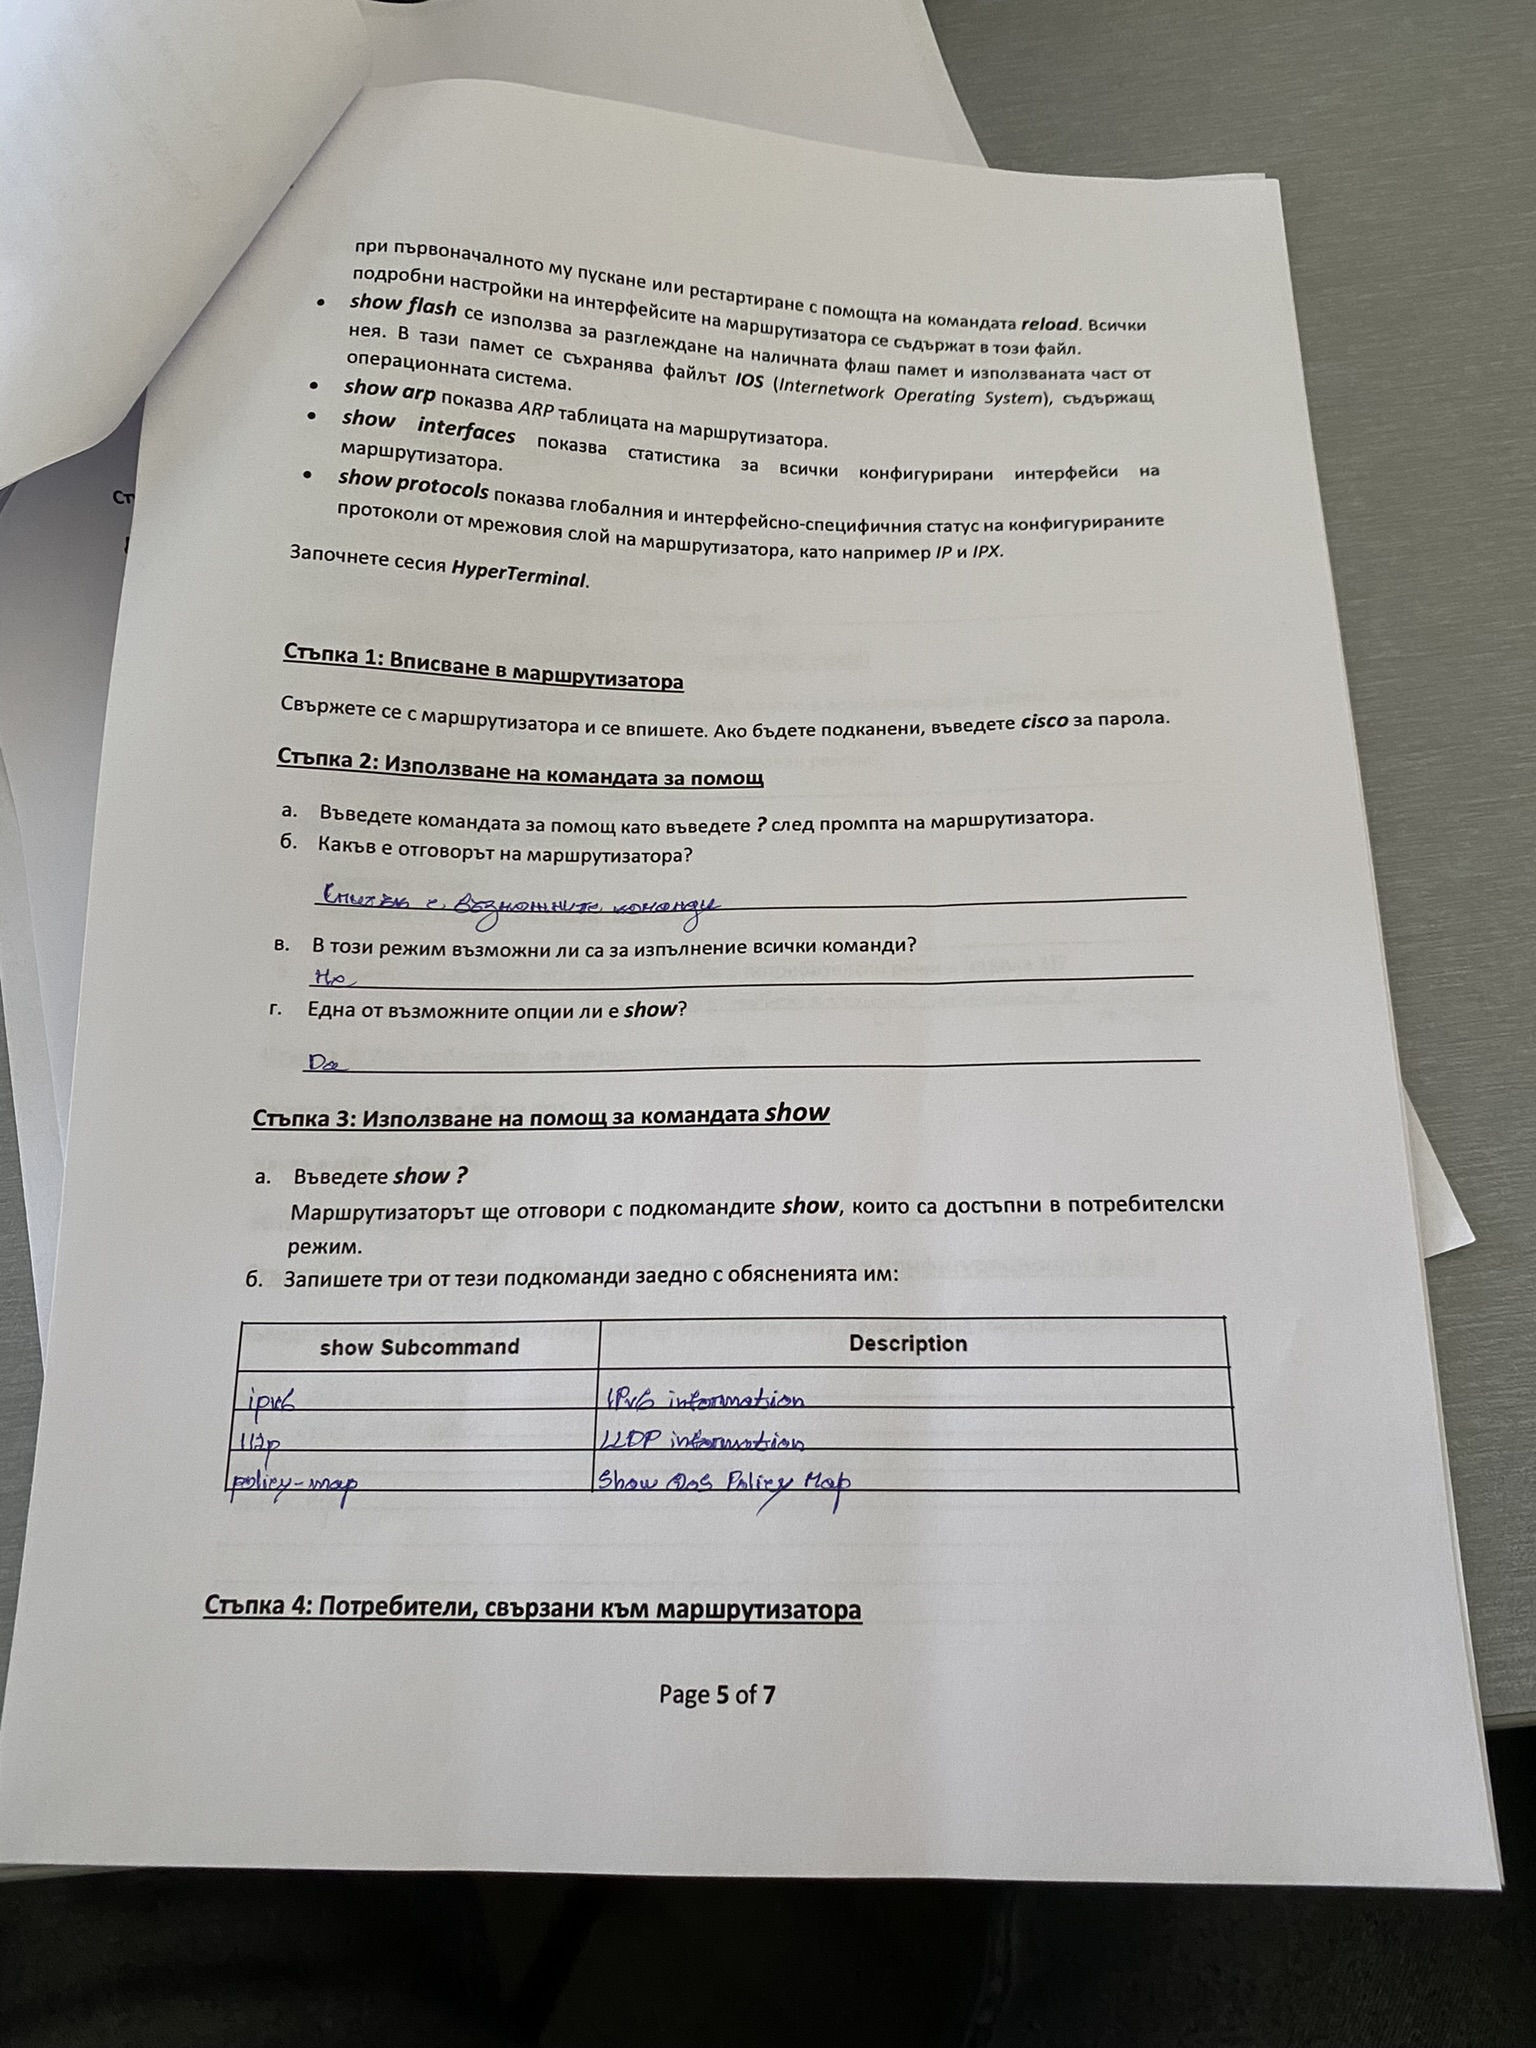 при първоначалното му пускане или рестартиране с помощта на командата reload. Всички
подробни настройки на интерфейсите на маршрутизатора се съдържат в този файл.
• show flash се използва за разглеждане на наличната флаш памет и използваната част от
нея. В тази памет се съхранява файлът IOS (Internetwork Operating System), съдържащ
операционната система.
• show arp показва ARP таблицата на маршрутизатора.
• show interfaces показва статистика за всички конфигурирани интерфейси на
маршрутизатора.
• show protocols показва глобалния и интерфейсно-специфичния статус на конфигурираните
протоколи от мрежовия слой на маршрутизатора, като например IP и IPX.
Започнете сесия HyperTerminal.
Стъпка 1: Вписване в маршрутизатора
Свържете се с маршрутизатора и се впишете. Ако бъдете подканени, въведете cisco за парола.
Стъпка 2: Използване на командата за помощ
а. Въведете командата за помощ като въведете ? след промпта на маршрутизатора.
б. Какъв е отговорът на маршрутизатора?
Списък с възможните команди
в. В този режим възможни ли са за изпълнение всички команди?
Не
г. Една от възможните опции ли е show?
Da
Стъпка 3: Използване на помощ за командата show
а. Въведете show ?
Маршрутизаторът ще отговори с подкомандите show, които са достъпни в потребителски
режим.
б. Запишете три от тези подкоманди заедно с обясненията им:
show Subcommand Description
ipv6 IPv6 information
lldp LLDP information
policy-map Show QoS Policy Map
Стъпка 4: Потребители, свързани към маршрутизатора
Page 5 of 7